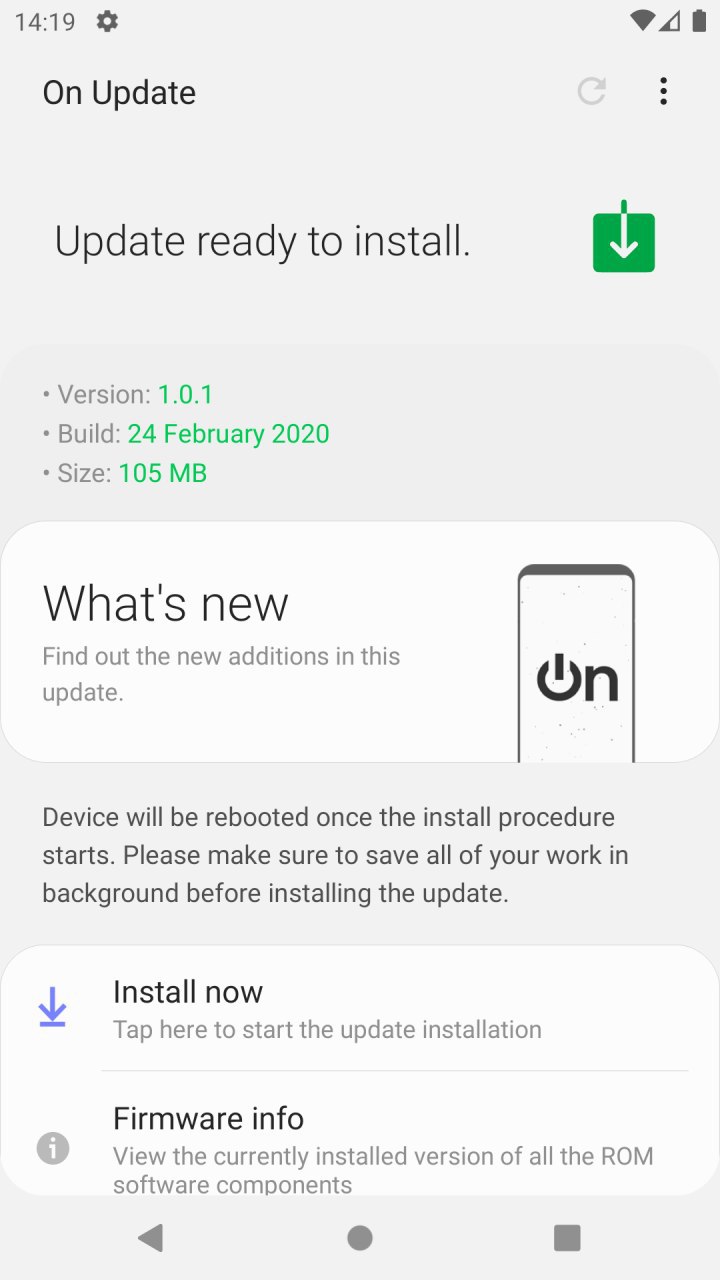 14:19
On Update
Update ready to install.
• Version: 1.0.1
• Build: 24 February 2020
• Size: 105 MB
What's new
Find out the new additions in this
update.
On
Device will be rebooted once the install procedure
starts. Please make sure to save all of your work in
background before installing the update.
Install now
Tap here to start the update installation
Firmware info
View the currently installed version of all the ROM
software components